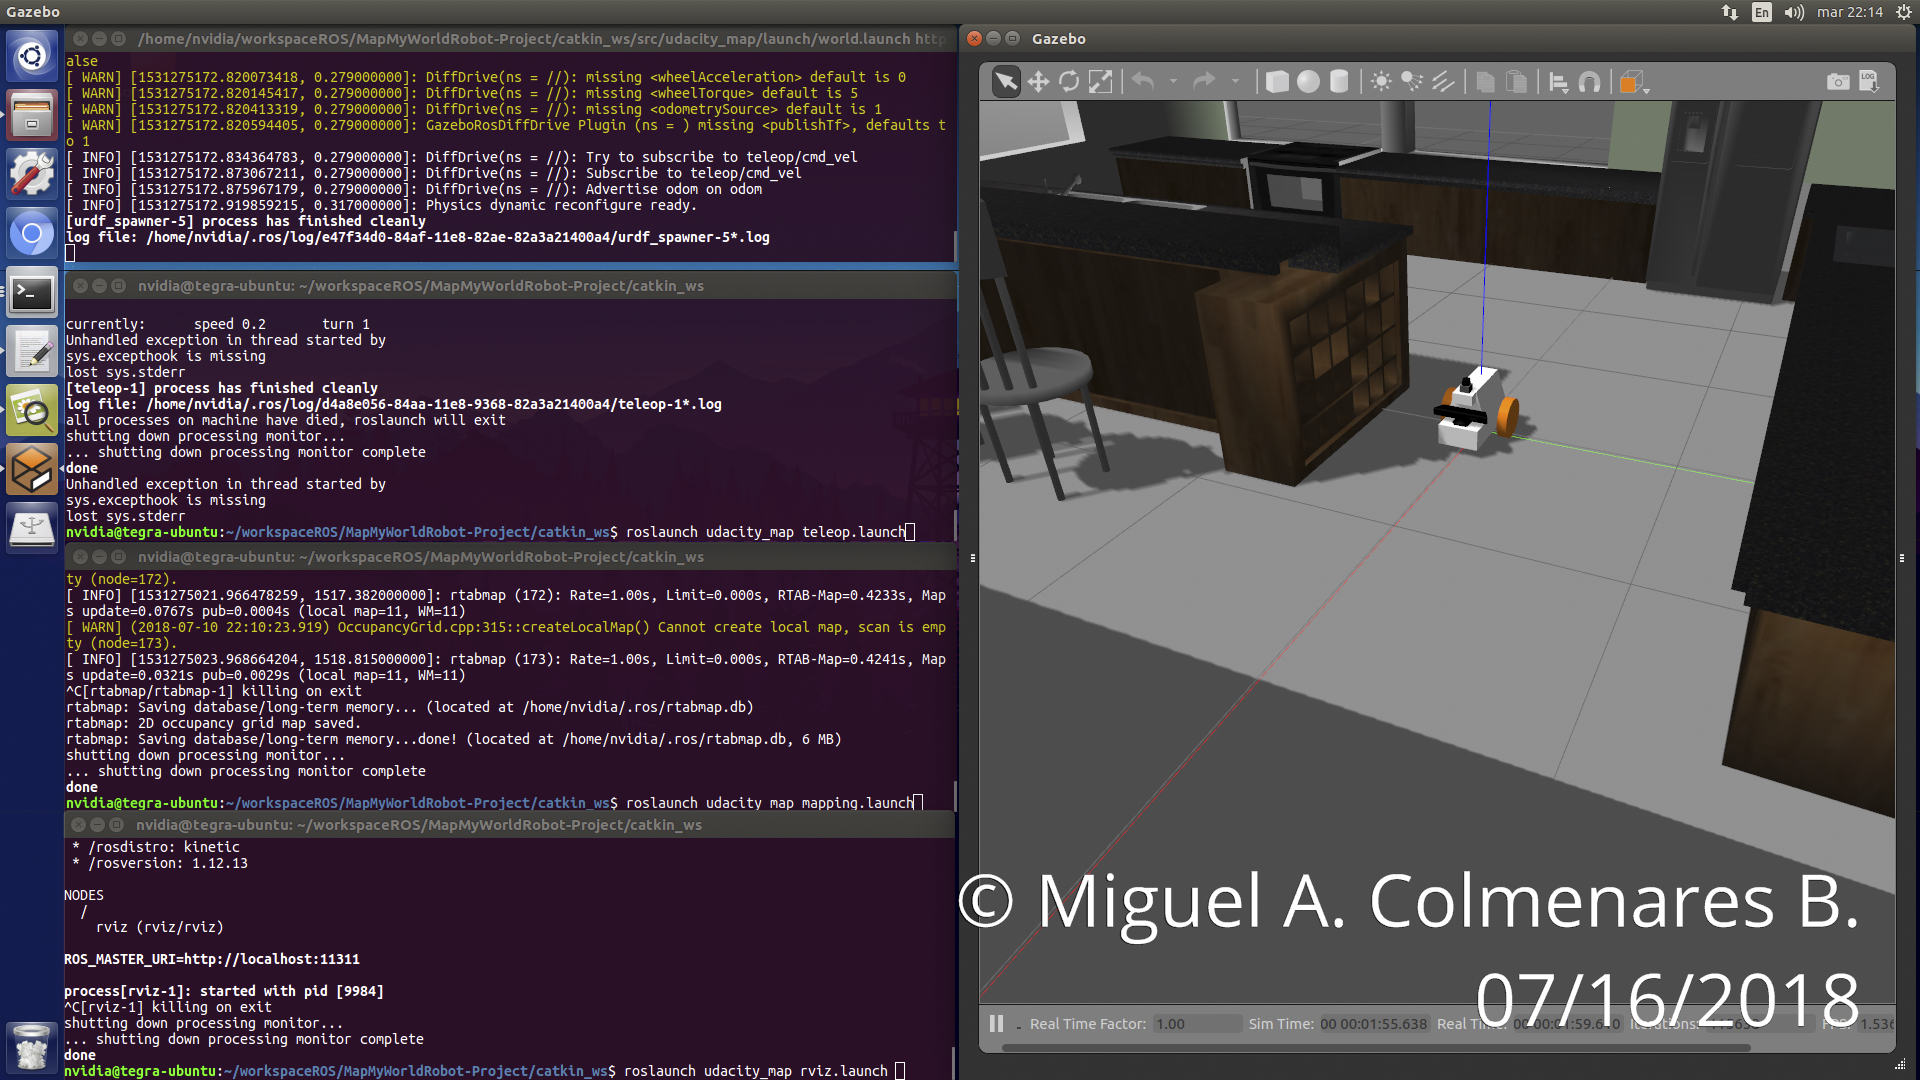 Gazebo
En
mar 22:14
/home/nvidia/workspaceROS/MapMyWorldRobot-Project/catkin_ws/src/udacity_map/launch/world.launch http
alse
[ WARN] [1531275172.820073418, 0.279000000]: DiffDrive(ns = //): missing <wheelAcceleration> default is 0
[ WARN] [1531275172.820145417, 0.279000000]: DiffDrive(ns = //): missing <wheelTorque> default is 5
[ WARN] [1531275172.820413319, 0.279000000]: DiffDrive(ns = //): missing <odometrySource> default is 1
[ WARN] [1531275172.820594405, 0.279000000]: GazeboRosDiffDrive Plugin (ns = ) missing <publishTf>, defaults t
o 1
[ INFO] [1531275172.834364783, 0.279000000]: DiffDrive(ns = //): Try to subscribe to teleop/cmd_vel
[ INFO] [1531275172.873067211, 0.279000000]: DiffDrive(ns = //): Subscribe to teleop/cmd_vel
[ INFO] [1531275172.875967179, 0.279000000]: DiffDrive(ns = //): Advertise odom on odom
[ INFO] [1531275172.919859215, 0.317000000]: Physics dynamic reconfigure ready.
[urdf_spawner-5] process has finished cleanly
log file: /home/nvidia/.ros/log/e47f34d0-84af-11e8-82ae-82a3a21400a4/urdf_spawner-5*.log
nvidia@tegra-ubuntu: ~/workspaceROS/MapMyWorldRobot-Project/catkin_ws
currently:      speed 0.2       turn 1
Unhandled exception in thread started by
sys.excepthook is missing
lost sys.stderr
[teleop-1] process has finished cleanly
log file: /home/nvidia/.ros/log/d4a8e056-84aa-11e8-9368-82a3a21400a4/teleop-1*.log
all processes on machine have died, roslaunch will exit
shutting down processing monitor...
... shutting down processing monitor complete
done
Unhandled exception in thread started by
sys.excepthook is missing
lost sys.stderr
nvidia@tegra-ubuntu:~/workspaceROS/MapMyWorldRobot-Project/catkin_ws$ roslaunch udacity_map teleop.launch
nvidia@tegra-ubuntu: ~/workspaceROS/MapMyWorldRobot-Project/catkin_ws
ty (node=172).
[ INFO] [1531275021.966478259, 1517.382000000]: rtabmap (172): Rate=1.00s, Limit=0.000s, RTAB-Map=0.4233s, Map
s update=0.0767s pub=0.0004s (local map=11, WM=11)
[ WARN] (2018-07-10 22:10:23.919) OccupancyGrid.cpp:315::createLocalMap() Cannot create local map, scan is emp
ty (node=173).
[ INFO] [1531275023.968664204, 1518.815000000]: rtabmap (173): Rate=1.00s, Limit=0.000s, RTAB-Map=0.4241s, Map
s update=0.0321s pub=0.0029s (local map=11, WM=11)
^C[rtabmap/rtabmap-1] killing on exit
rtabmap: Saving database/long-term memory... (located at /home/nvidia/.ros/rtabmap.db)
rtabmap: 2D occupancy grid map saved.
rtabmap: Saving database/long-term memory...done! (located at /home/nvidia/.ros/rtabmap.db, 6 MB)
shutting down processing monitor...
... shutting down processing monitor complete
done
nvidia@tegra-ubuntu:~/workspaceROS/MapMyWorldRobot-Project/catkin_ws$ roslaunch udacity_map mapping.launch
nvidia@tegra-ubuntu: ~/workspaceROS/MapMyWorldRobot-Project/catkin_ws
* /rosdistro: kinetic
* /rosversion: 1.12.13
NODES
/
rviz (rviz/rviz)
ROS_MASTER_URI=http://localhost:11311
process[rviz-1]: started with pid [9984]
^C[rviz-1] killing on exit
shutting down processing monitor...
... shutting down processing monitor complete
done
nvidia@tegra-ubuntu:~/workspaceROS/MapMyWorldRobot-Project/catkin_ws$ roslaunch udacity_map rviz.launch
Gazebo
LOG
© Miguel A. Colmenares B.
07/16/2018
Real Time Factor: 1.00 Sim Time: 00 00:01:55.638 Real Time: